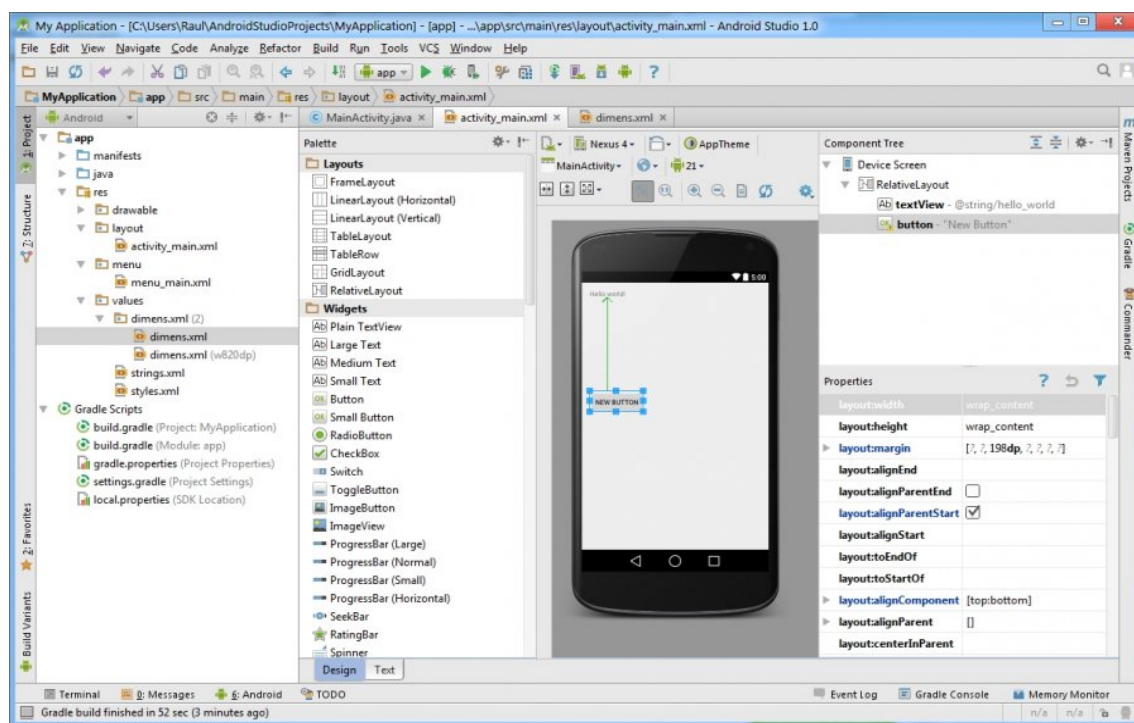 My Application - [C:\Users\Raul\AndroidStudioProjects\MyApplication] - [app] - ...\app\src\main\res\layout\activity_main.xml - Android Studio 1.0
File Edit View Navigate Code Analyze Refactor Build Run Tools VCS Window Help
app
MyApplication app src main res layout activity_main.xml
Android
MainActivity.java activity_main.xml dimens.xml
1: Project
Z: Structure
2: Favorites
Build Variants
app
manifests
java
res
drawable
layout
activity_main.xml
menu
menu_main.xml
values
dimens.xml (2)
dimens.xml
dimens.xml (w820dp)
strings.xml
styles.xml
Gradle Scripts
build.gradle (Project: MyApplication)
build.gradle (Module: app)
gradle.properties (Project Properties)
settings.gradle (Project Settings)
local.properties (SDK Location)
Palette
Layouts
FrameLayout
LinearLayout (Horizontal)
LinearLayout (Vertical)
TableLayout
TableRow
GridLayout
RelativeLayout
Widgets
Ab Plain TextView
Ab Large Text
Ab Medium Text
Ab Small Text
OK Button
OK Small Button
RadioButton
CheckBox
Switch
ToggleButton
ImageButton
ImageView
ProgressBar (Large)
ProgressBar (Normal)
ProgressBar (Small)
ProgressBar (Horizontal)
SeekBar
RatingBar
Spinner
Design Text
Nexus 4 AppTheme
MainActivity 21
5:00
Hello world!
NEW BUTTON
Component Tree
Device Screen
RelativeLayout
Ab textView - @string/hello_world
OK button - "New Button"
Properties
layout:width wrap_content
layout:height wrap_content
layout:margin [?, ?, 198dp, ?, ?, ?, ?]
layout:alignEnd
layout:alignParentEnd
layout:alignParentStart
layout:alignStart
layout:toEndOf
layout:toStartOf
layout:alignComponent [top:bottom]
layout:alignParent []
layout:centerInParent
m Maven Projects
Gradle
Commander
Terminal 0: Messages 6: Android TODO Event Log Gradle Console Memory Monitor
Gradle build finished in 52 sec (3 minutes ago) n/a n/a